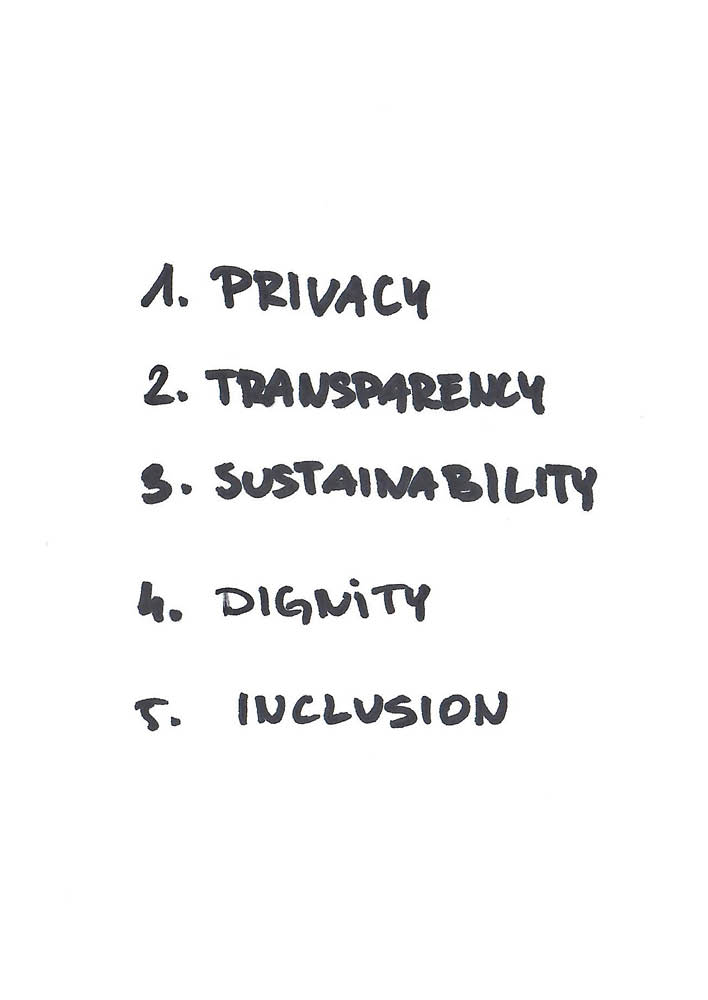 1. PRIVACY
2. TRANSPARENCY
3. SUSTAINABILITY
4. DIGNiTY
5. INCLUSION